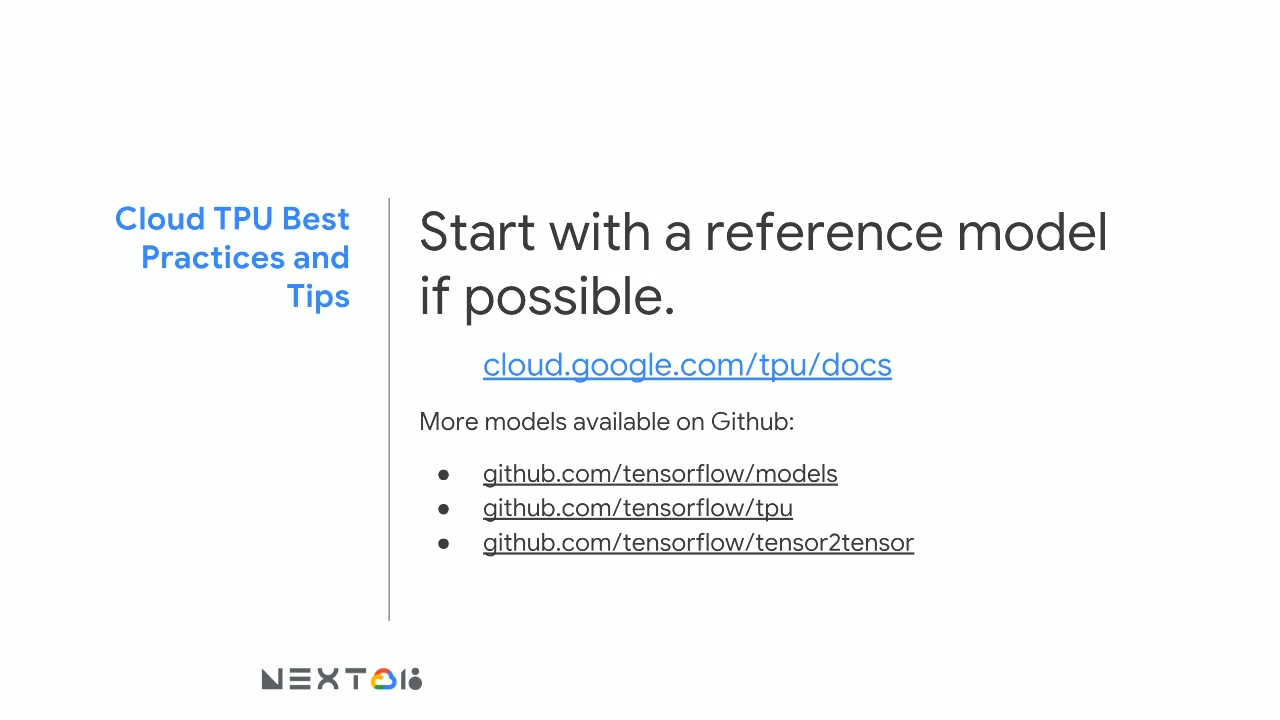 Cloud TPU Best
Practices and
Tips
Start with a reference model
if possible.
cloud.google.com/tpu/docs
More models available on Github:
● github.com/tensorflow/models
● github.com/tensorflow/tpu
● github.com/tensorflow/tensor2tensor
NEXT 18